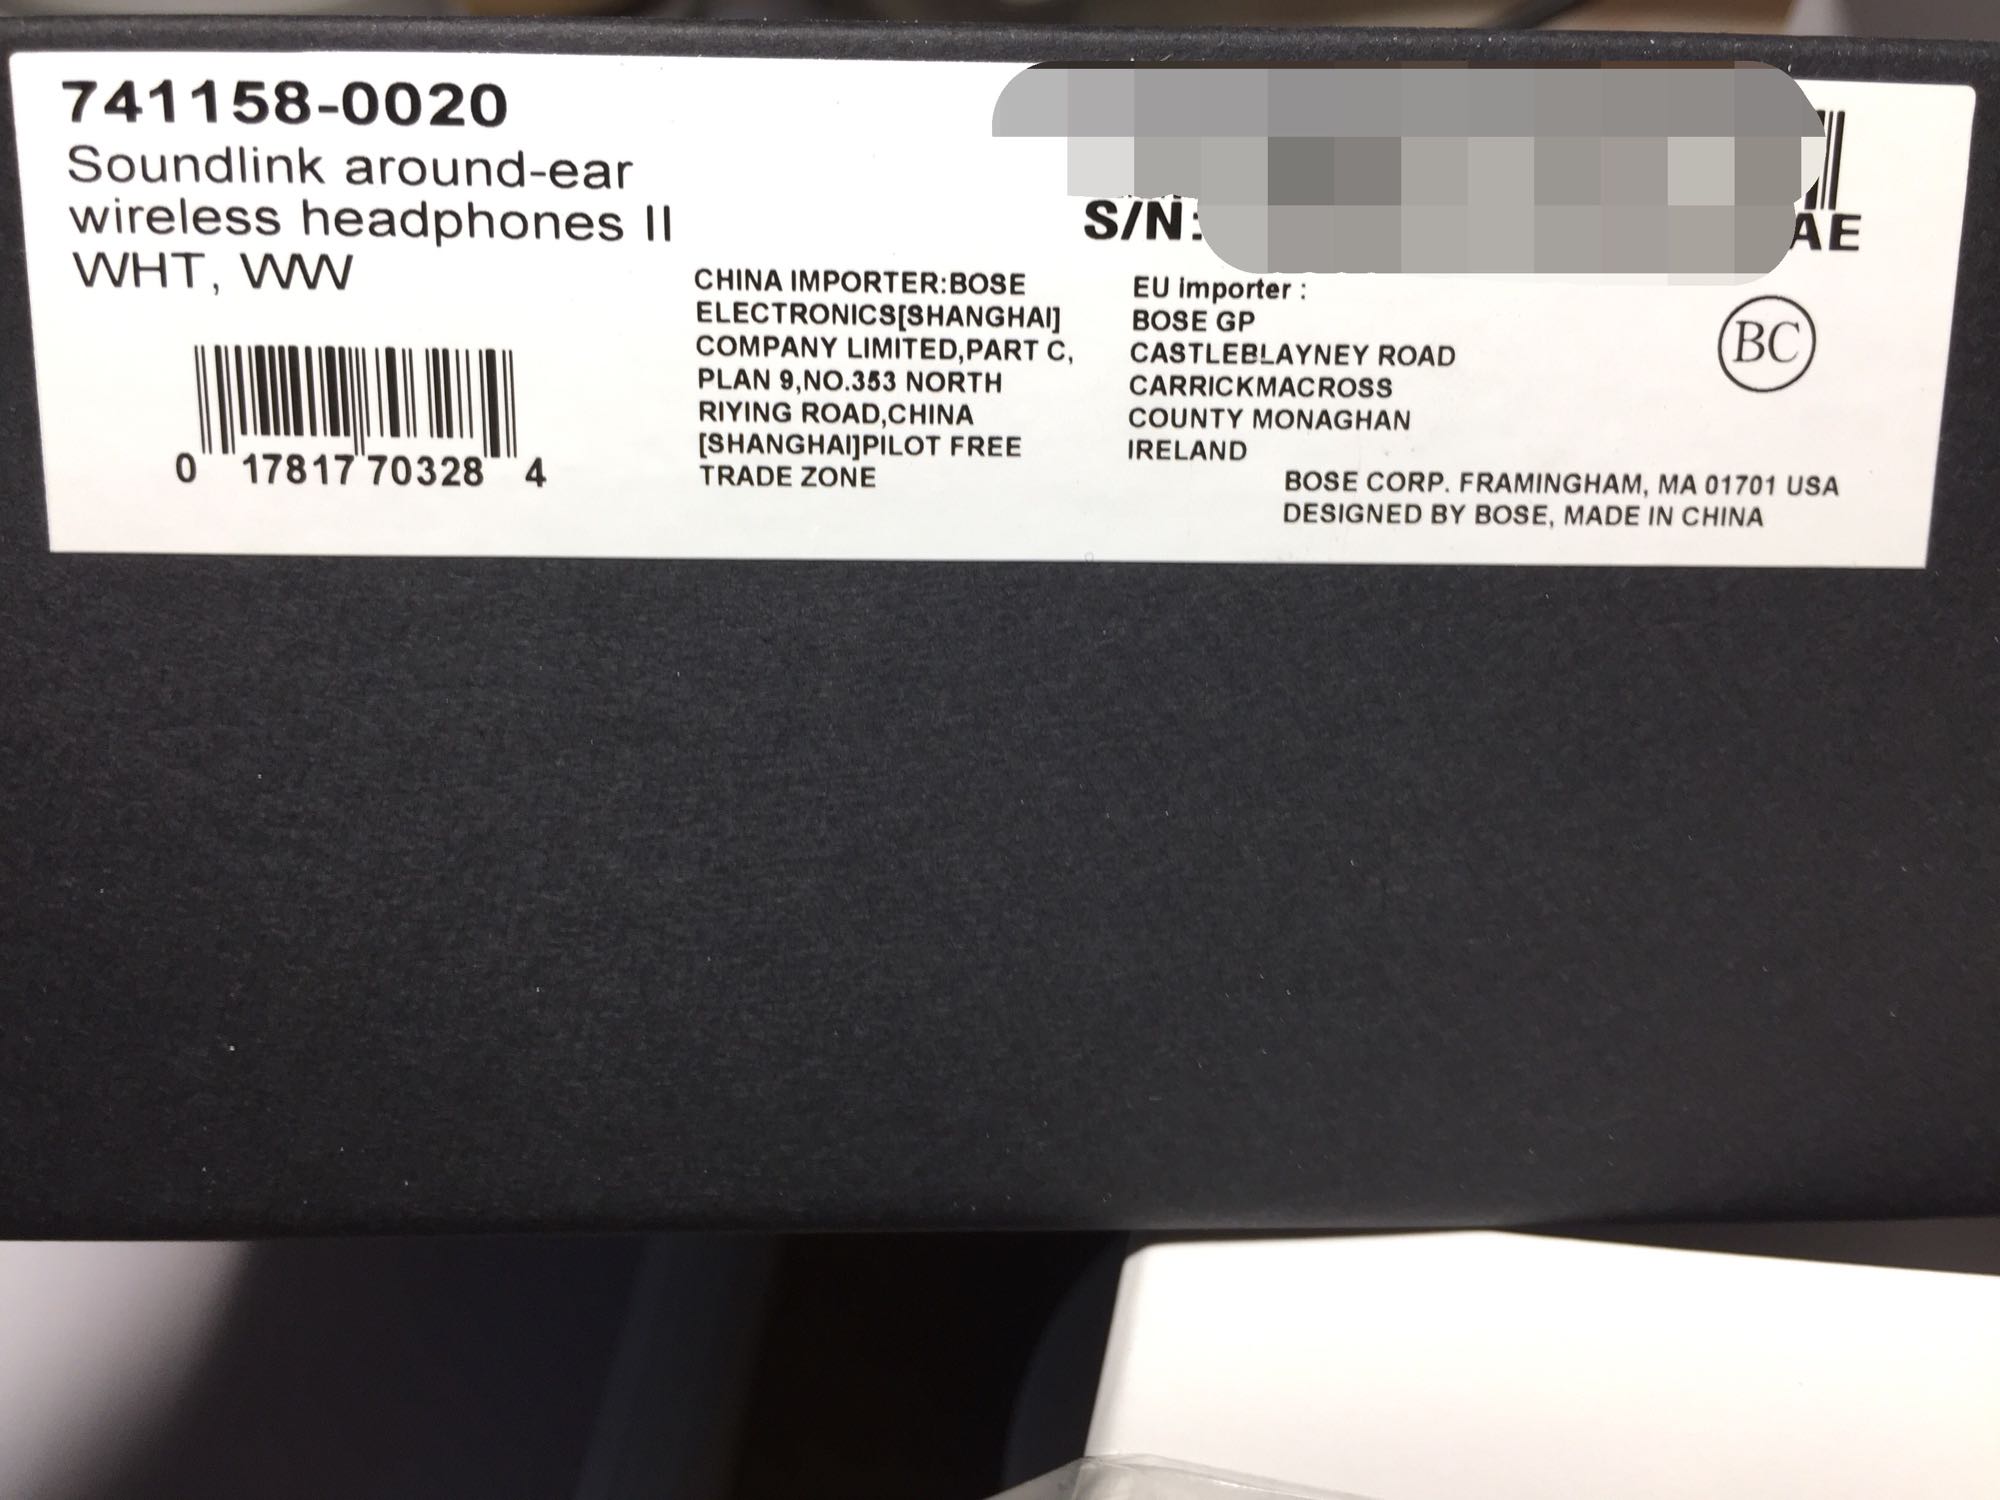 741158-0020
Soundlink around-ear
wireless headphones II
WHT, WW
0 17817 70328 4
S/N:
AE
CHINA IMPORTER:BOSE
ELECTRONICS[SHANGHAI]
COMPANY LIMITED,PART C,
PLAN 9,NO.353 NORTH
RIYING ROAD,CHINA
[SHANGHAI]PILOT FREE
TRADE ZONE
EU importer :
BOSE GP
CASTLEBLAYNEY ROAD
CARRICKMACROSS
COUNTY MONAGHAN
IRELAND
BC
BOSE CORP. FRAMINGHAM, MA 01701 USA
DESIGNED BY BOSE, MADE IN CHINA